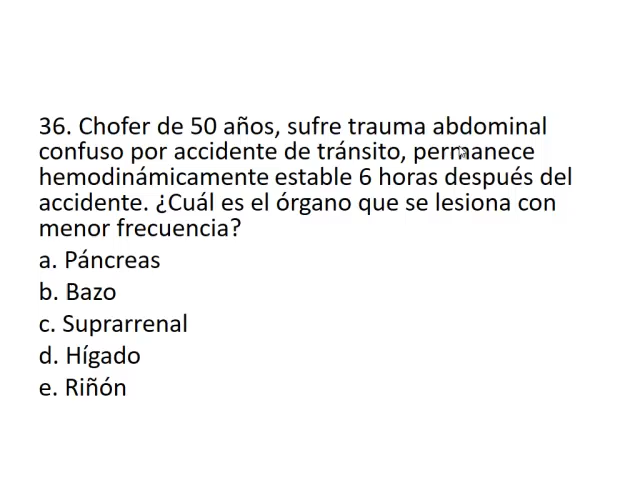 36. Chofer de 50 años, sufre trauma abdominal
confuso por accidente de tránsito, permanece
hemodinámicamente estable 6 horas después del
accidente. ¿Cuál es el órgano que se lesiona con
menor frecuencia?
a. Páncreas
b. Bazo
c. Suprarrenal
d. Hígado
e. Riñón